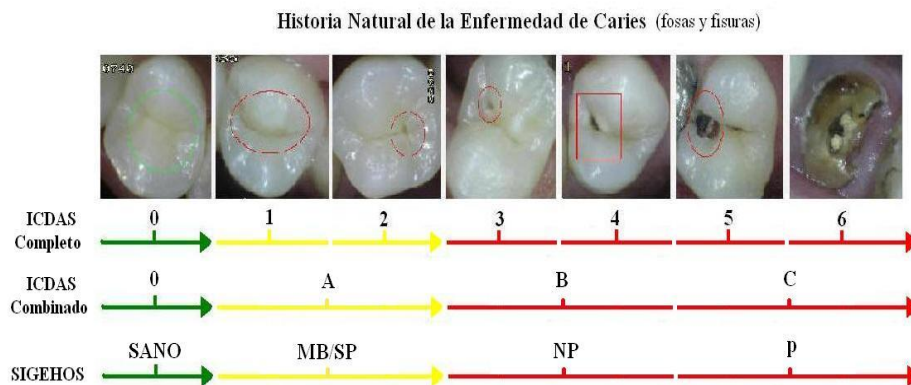 Historia Natural de la Enfermedad de Caries (fosas y fisuras)
0740
ICDAS Completo
0 1 2 3 4 5 6
ICDAS Combinado
0 A B C
SIGEHOS
SANO MB/SP NP p